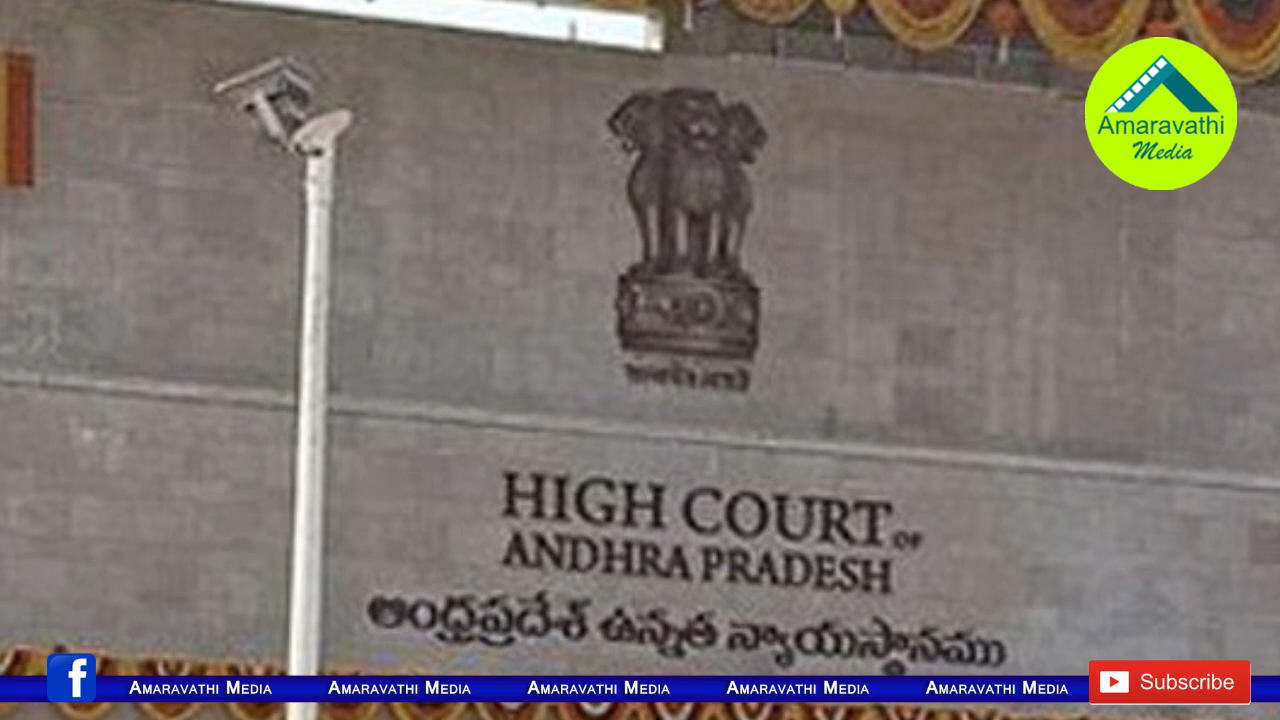 Amaravathi
Media
HIGH COURT OF
ANDHRA PRADESH
ఆంధ్రప్రదేశ్ ఉన్నత న్యాయస్థానము
AMARAVATHI MEDIA AMARAVATHI MEDIA AMARAVATHI MEDIA AMARAVATHI MEDIA AMARAVATHI MEDIA
Subscribe